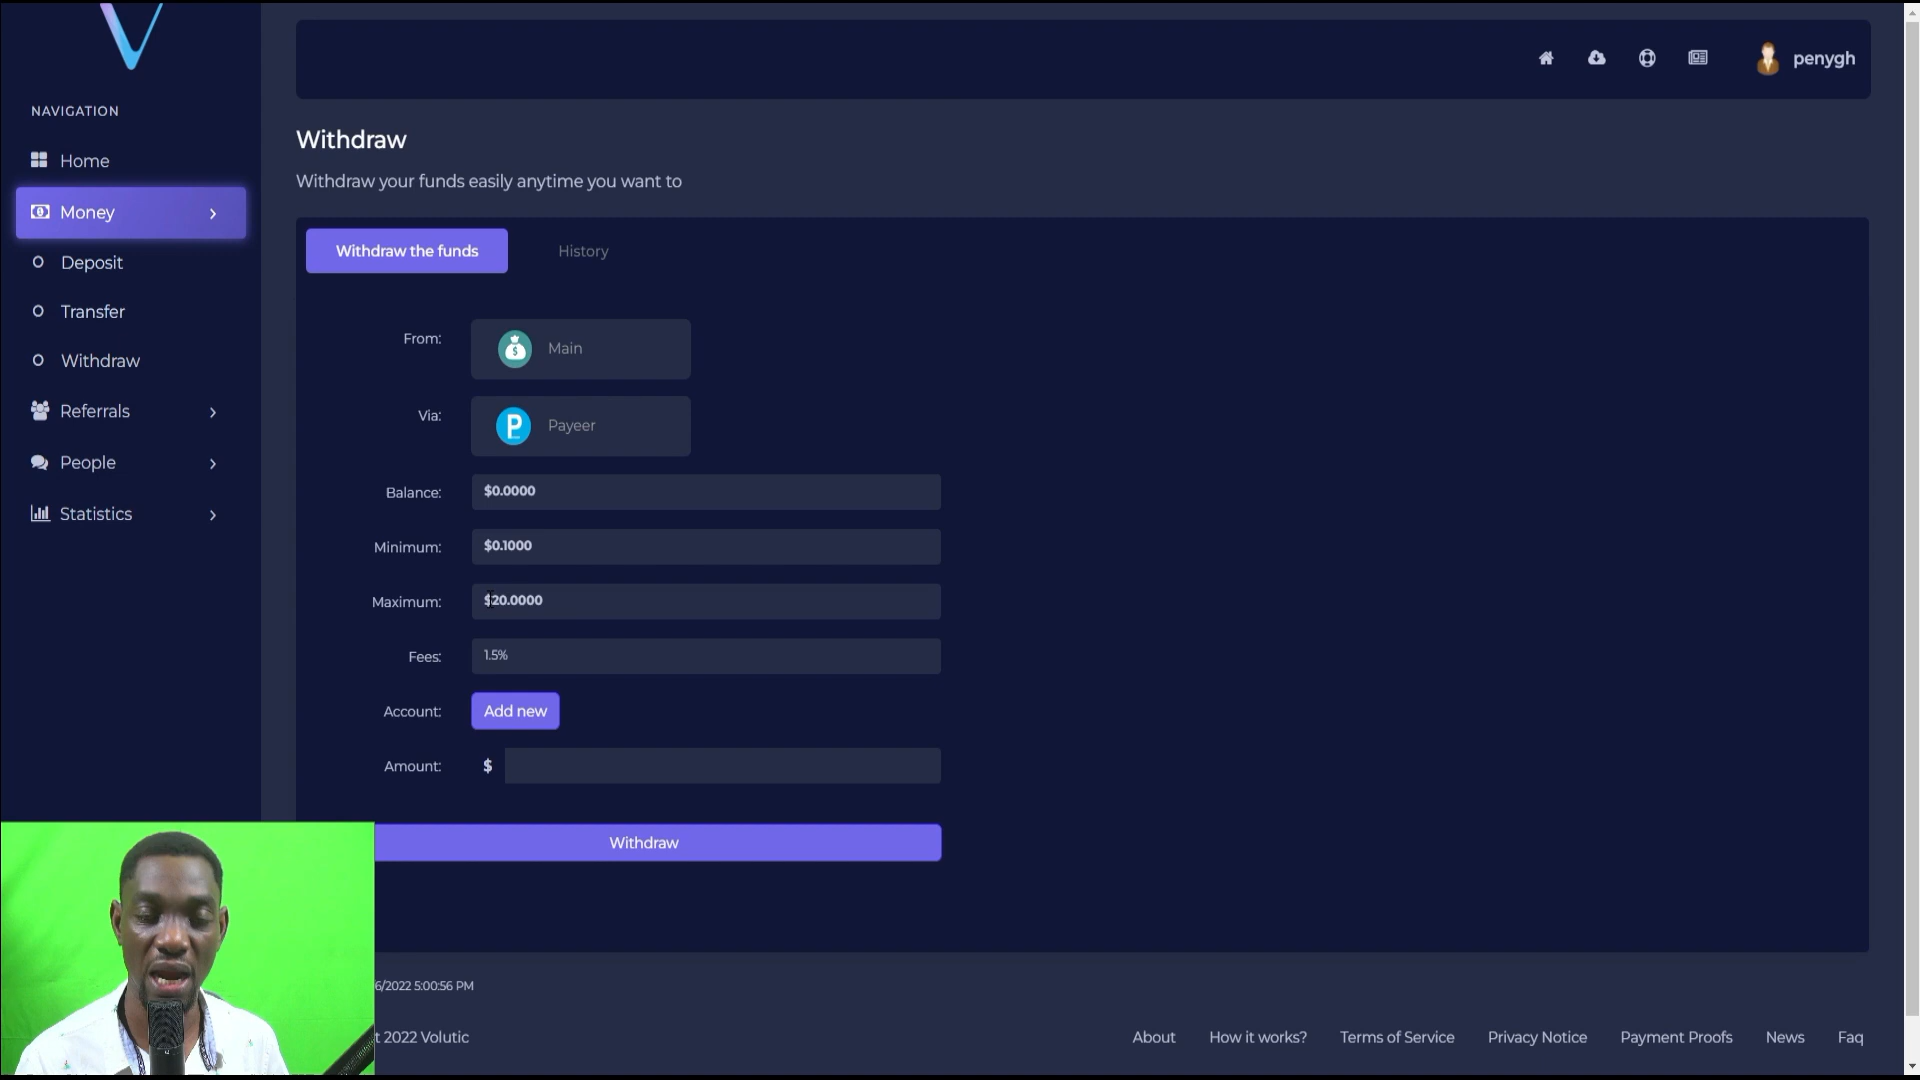 penygh
NAVIGATION
Home
Money
Deposit
Transfer
Withdraw
Referrals
People
Statistics
Withdraw
Withdraw your funds easily anytime you want to
Withdraw the funds
History
From:
Main
Via:
P
Payeer
Balance:
$0.0000
Minimum:
$0.1000
Maximum:
$20.0000
Fees:
1.5%
Account:
Add new
Amount:
$
Withdraw
6/2022 5:00:56 PM
t 2022 Volutic
About
How it works?
Terms of Service
Privacy Notice
Payment Proofs
News
Faq